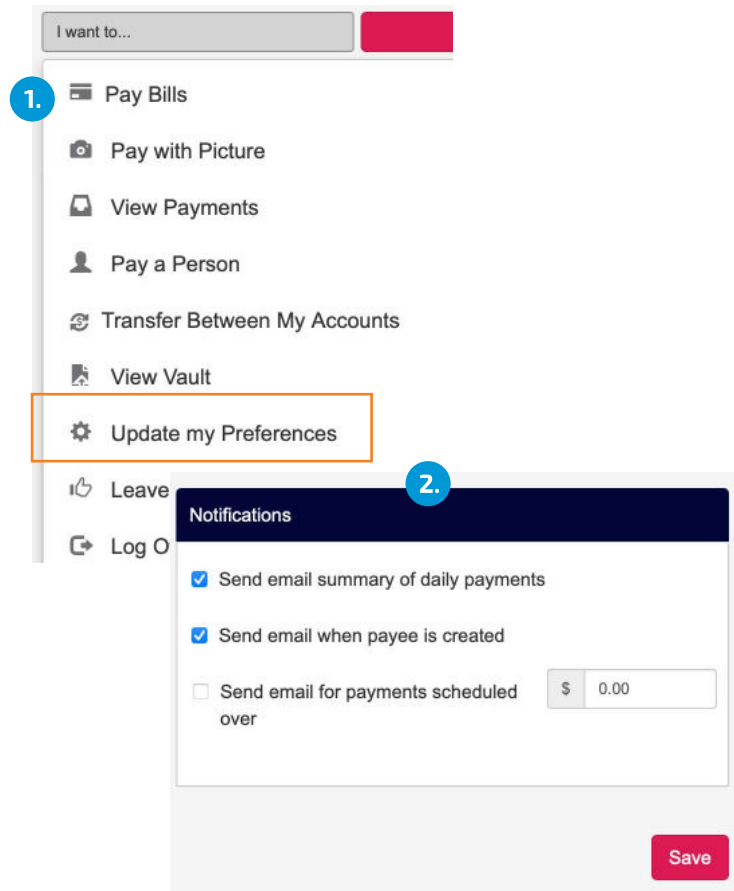 I want to...
1.
Pay Bills
Pay with Picture
View Payments
Pay a Person
Transfer Between My Accounts
View Vault
Update my Preferences
Leave
Log O
2.
Notifications
Send email summary of daily payments
Send email when payee is created
Send email for payments scheduled
over
$ 0.00
Save